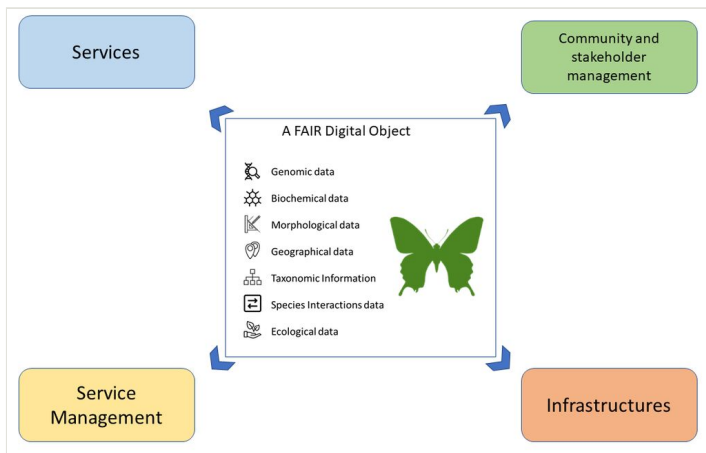 Services
Community and
stakeholder
management
A FAIR Digital Object
Genomic data
Biochemical data
Morphological data
Geographical data
Taxonomic Information
Species Interactions data
Ecological data
Service
Management
Infrastructures